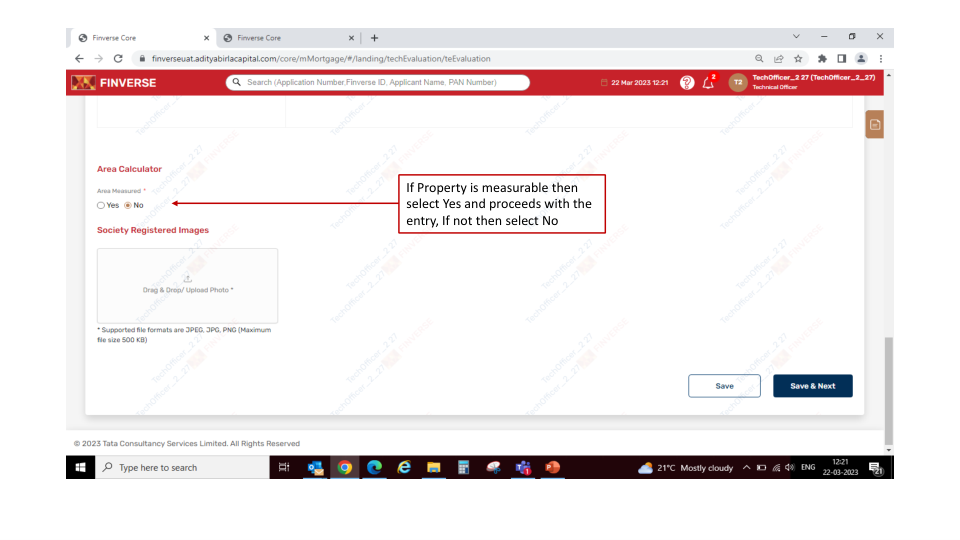 Finverse Core
Finverse Core
finverseuat.adityabirlacapital.com/core/mMortgage/#/landing/techEvaluation/teEvaluation
FINVERSE
Search (Application Number,Finverse ID, Applicant Name, PAN Number)
22 Mar 2023 12:21
2
T2
TechOfficer_2 27 (TechOfficer_2_27)
Technical Officer
Area Calculator
Area Measured *
Yes No
If Property is measurable then
select Yes and proceeds with the
entry, If not then select No
Society Registered Images
Drag & Drop/ Upload Photo *
* Supported file formats are JPEG, JPG, PNG (Maximum
file size 500 KB)
Save
Save & Next
© 2023 Tata Consultancy Services Limited. All Rights Reserved
Type here to search
21°C Mostly cloudy
ENG
12:21
22-03-2023
21